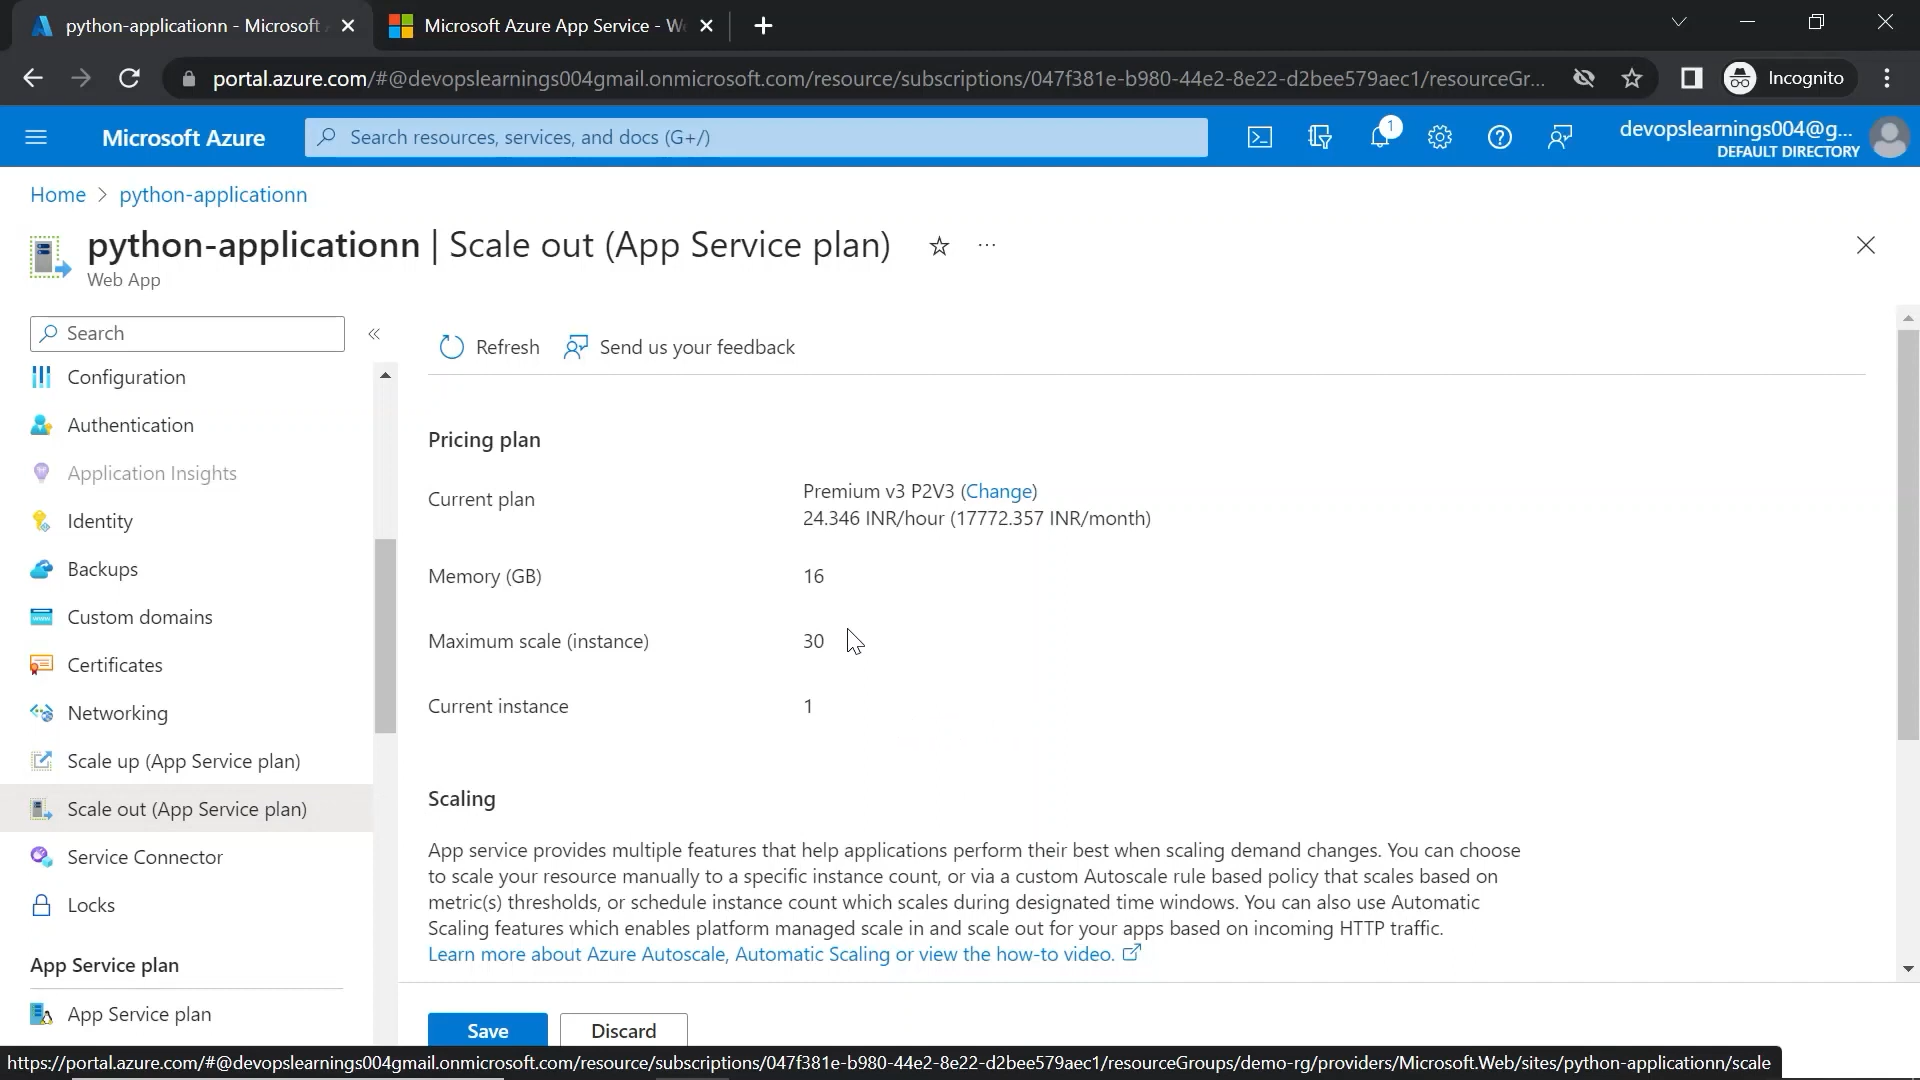 python-applicationn - Microsoft
Microsoft Azure App Service - We
portal.azure.com/#@devopslearnings004gmail.onmicrosoft.com/resource/subscriptions/047f381e-b980-44e2-8e22-d2bee579aec1/resourceGr...
Incognito
Microsoft Azure
Search resources, services, and docs (G+/)
1
devopslearnings004@g...
DEFAULT DIRECTORY
Home > python-applicationn
python-applicationn | Scale out (App Service plan)
Web App
Search
Refresh
Send us your feedback
Configuration
Authentication
Application Insights
Identity
Backups
Custom domains
Certificates
Networking
Scale up (App Service plan)
Scale out (App Service plan)
Service Connector
Locks
App Service plan
App Service plan
Pricing plan
Current plan
Premium v3 P2V3 (Change)
24.346 INR/hour (17772.357 INR/month)
Memory (GB)
16
Maximum scale (instance)
30
Current instance
1
Scaling
App service provides multiple features that help applications perform their best when scaling demand changes. You can choose
to scale your resource manually to a specific instance count, or via a custom Autoscale rule based policy that scales based on
metric(s) thresholds, or schedule instance count which scales during designated time windows. You can also use Automatic
Scaling features which enables platform managed scale in and scale out for your apps based on incoming HTTP traffic.
Learn more about Azure Autoscale, Automatic Scaling or view the how-to video.
Save
Discard
https://portal.azure.com/#@devopslearnings004gmail.onmicrosoft.com/resource/subscriptions/047f381e-b980-44e2-8e22-d2bee579aec1/resourceGroups/demo-rg/providers/Microsoft.Web/sites/python-applicationn/scale